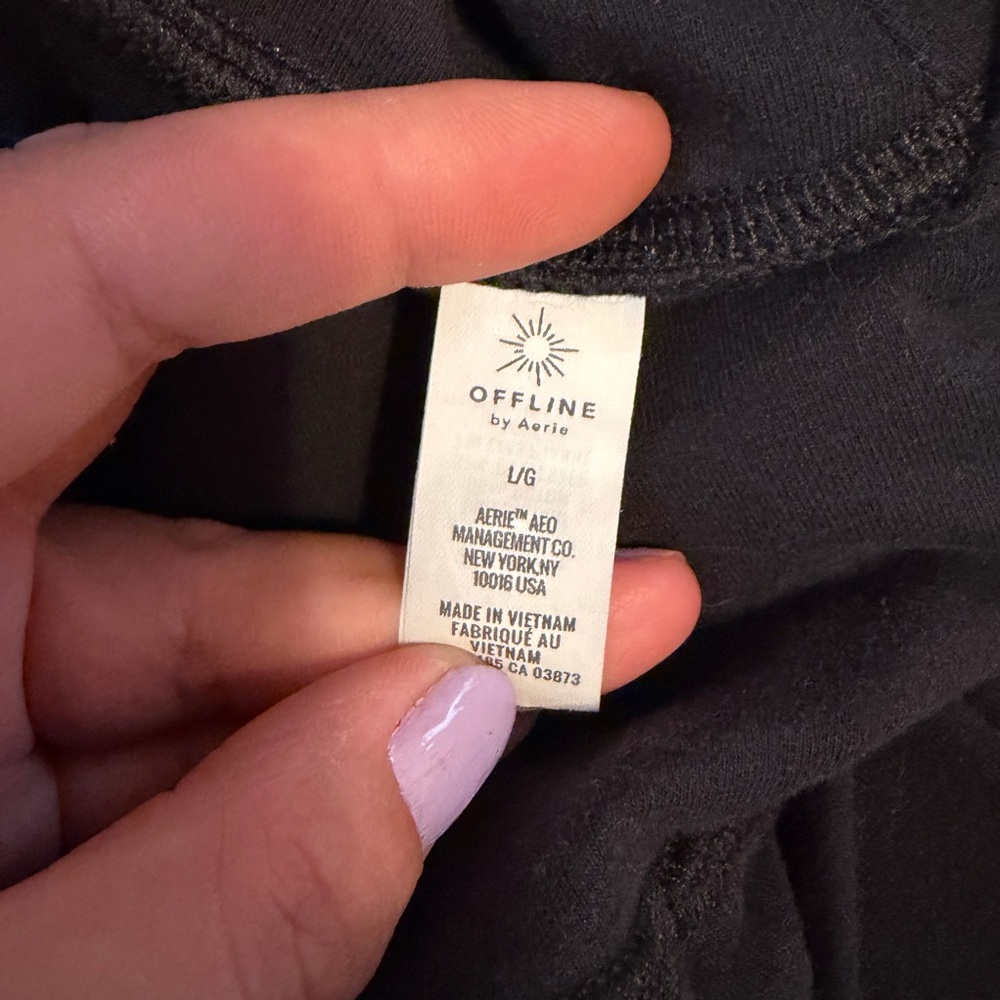 OFFLINE
by Aerie
L/G
AERIE™ AEO
MANAGEMENT CO.
NEW YORK,NY
10016 USA
MADE IN VIETNAM
FABRIQUÉ AU
VIETNAM
CA 03873